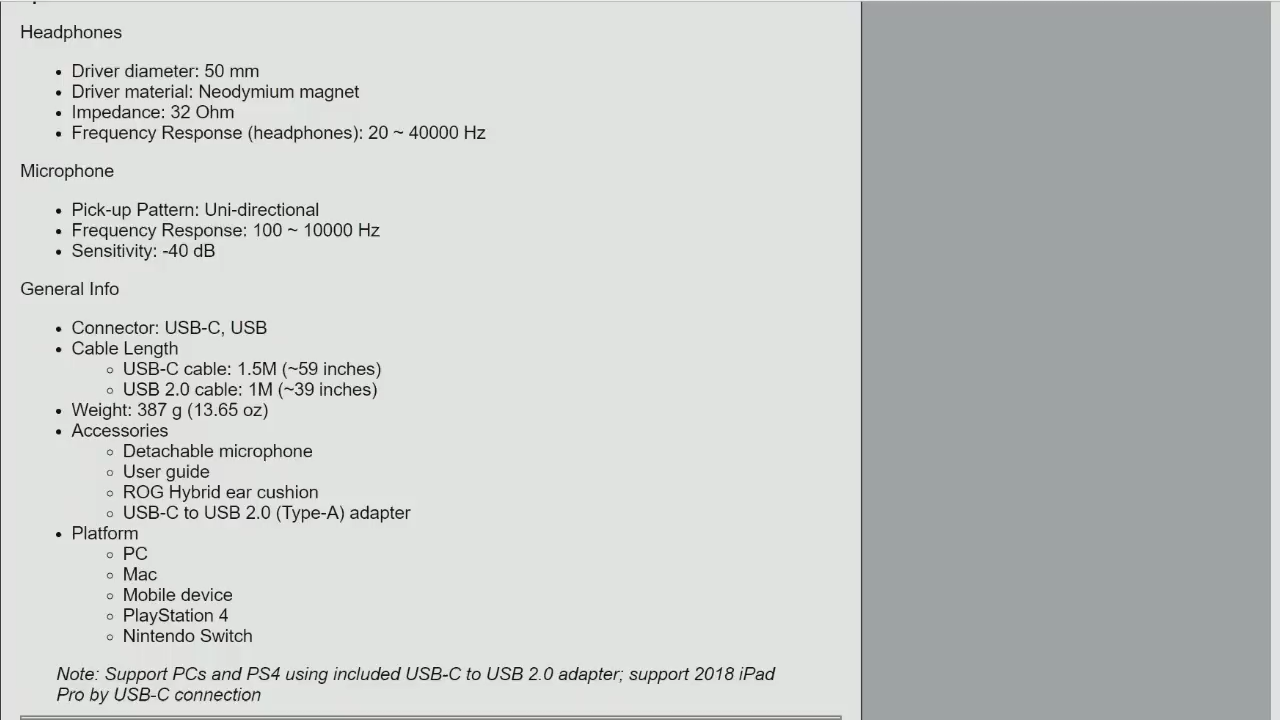 Headphones
Driver diameter: 50 mm
Driver material: Neodymium magnet
Impedance: 32 Ohm
Frequency Response (headphones): 20 ~ 40000 Hz
Microphone
Pick-up Pattern: Uni-directional
Frequency Response: 100 ~ 10000 Hz
Sensitivity: -40 dB
General Info
Connector: USB-C, USB
Cable Length
USB-C cable: 1.5M (~59 inches)
USB 2.0 cable: 1M (~39 inches)
Weight: 387 g (13.65 oz)
Accessories
Detachable microphone
User guide
ROG Hybrid ear cushion
USB-C to USB 2.0 (Type-A) adapter
Platform
PC
Mac
Mobile device
PlayStation 4
Nintendo Switch
Note: Support PCs and PS4 using included USB-C to USB 2.0 adapter; support 2018 iPad
Pro by USB-C connection